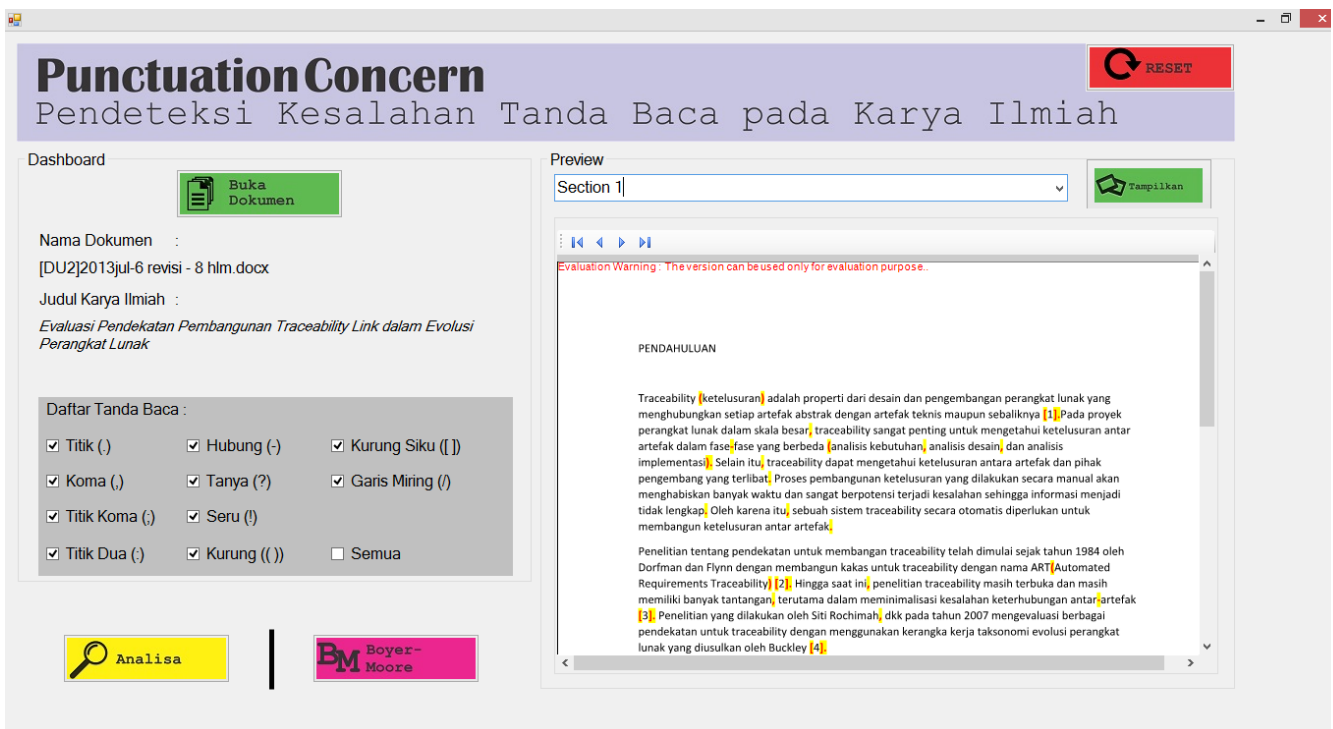 PunctuationConcern
Pendeteksi Kesalahan Tanda Baca pada Karya Ilmiah
RESET
Dashboard
Buka
Dokumen
Nama Dokumen :
[DU2]2013jul-6 revisi - 8 hlm.docx
Judul Karya Ilmiah :
Evaluasi Pendekatan Pembangunan Traceability Link dalam Evolusi
Perangkat Lunak
Daftar Tanda Baca :
Titik (.) Hubung (-) Kurung Siku ([ ])
Koma (,) Tanya (?) Garis Miring (/)
Titik Koma (;) Seru (!)
Titik Dua (:) Kurung (( )) Semua
Analisa
BM Boyer-
Moore
Preview
Section 1
Tampilkan
Evaluation Warning : The version can be used only for evaluation purpose..
PENDAHULUAN
Traceability (ketelusuran) adalah properti dari desain dan pengembangan perangkat lunak yang
menghubungkan setiap artefak abstrak dengan artefak teknis maupun sebaliknya [1].Pada proyek
perangkat lunak dalam skala besar, traceability sangat penting untuk mengetahui ketelusuran antar
artefak dalam fase-fase yang berbeda (analisis kebutuhan, analisis desain, dan analisis
implementasi). Selain itu, traceability dapat mengetahui ketelusuran antara artefak dan pihak
pengembang yang terlibat. Proses pembangunan ketelusuran yang dilakukan secara manual akan
menghabiskan banyak waktu dan sangat berpotensi terjadi kesalahan sehingga informasi menjadi
tidak lengkap. Oleh karena itu, sebuah sistem traceability secara otomatis diperlukan untuk
membangun ketelusuran antar artefak.
Penelitian tentang pendekatan untuk membangan traceability telah dimulai sejak tahun 1984 oleh
Dorfman dan Flynn dengan membangun kakas untuk traceability dengan nama ART(Automated
Requirements Traceability) [2]. Hingga saat ini, penelitian traceability masih terbuka dan masih
memiliki banyak tantangan, terutama dalam meminimalisasi kesalahan keterhubungan antar-artefak
[3]. Penelitian yang dilakukan oleh Siti Rochimah, dkk pada tahun 2007 mengevaluasi berbagai
pendekatan untuk traceability dengan menggunakan kerangka kerja taksonomi evolusi perangkat
lunak yang diusulkan oleh Buckley [4].